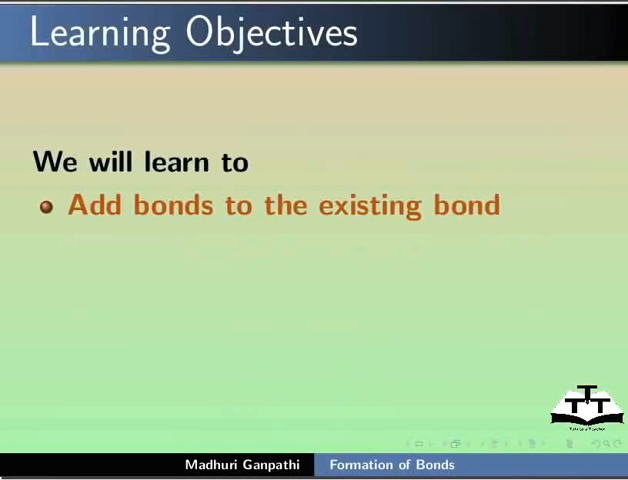 Learning Objectives
We will learn to
Add bonds to the existing bond
T
T T
Madhuri Ganpathi
Formation of Bonds